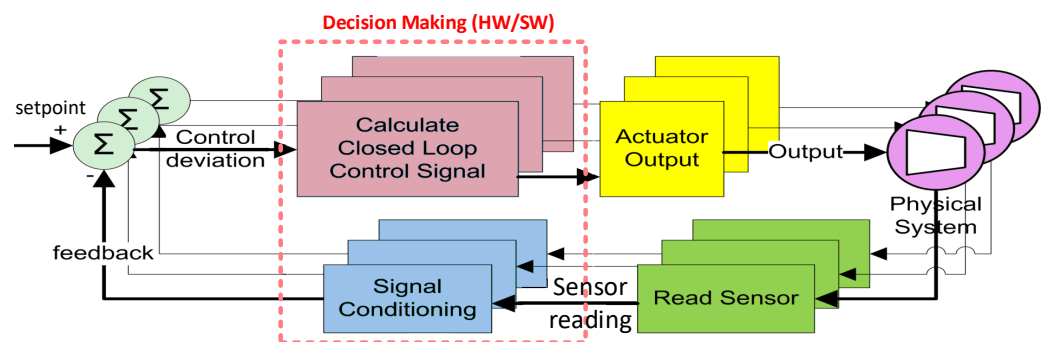 Decision Making (HW/SW)
setpoint
+
Σ
Σ
Σ
-
Control
deviation
Calculate
Closed Loop
Control Signal
Actuator
Output
Output
Physical
System
feedback
Signal
Conditioning
Sensor
reading
Read Sensor